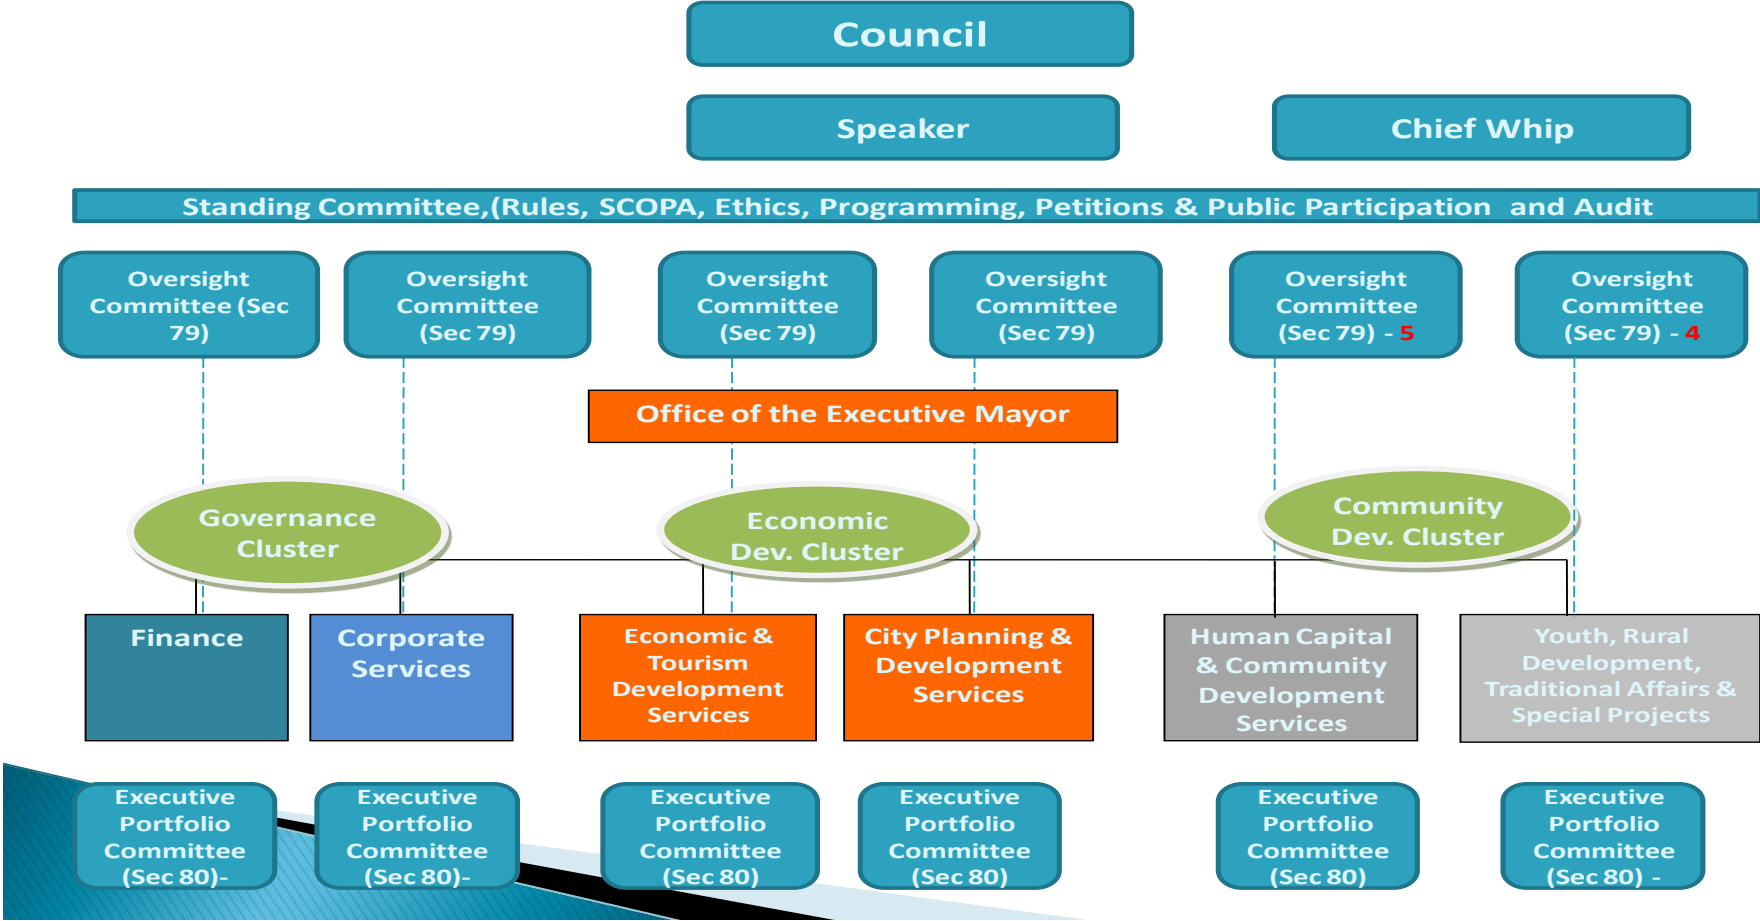 Council
Speaker
Chief Whip
Standing Committee,(Rules, SCOPA, Ethics, Programming, Petitions & Public Participation and Audit
Oversight
Committee (Sec
79)
Oversight
Committee
(Sec 79)
Oversight
Committee
(Sec 79)
Oversight
Committee
(Sec 79)
Oversight
Committee
(Sec 79) - 5
Oversight
Committee
(Sec 79) - 4
Office of the Executive Mayor
Governance
Cluster
Economic
Dev. Cluster
Community
Dev. Cluster
Finance
Corporate
Services
Economic &
Tourism
Development
Services
City Planning &
Development
Services
Human Capital
& Community
Development
Services
Youth, Rural
Development,
Traditional Affairs &
Special Projects
Executive
Portfolio
Committee
(Sec 80)-
Executive
Portfolio
Committee
(Sec 80)-
Executive
Portfolio
Committee
(Sec 80)
Executive
Portfolio
Committee
(Sec 80)
Executive
Portfolio
Committee
(Sec 80)
Executive
Portfolio
Committee
(Sec 80) -